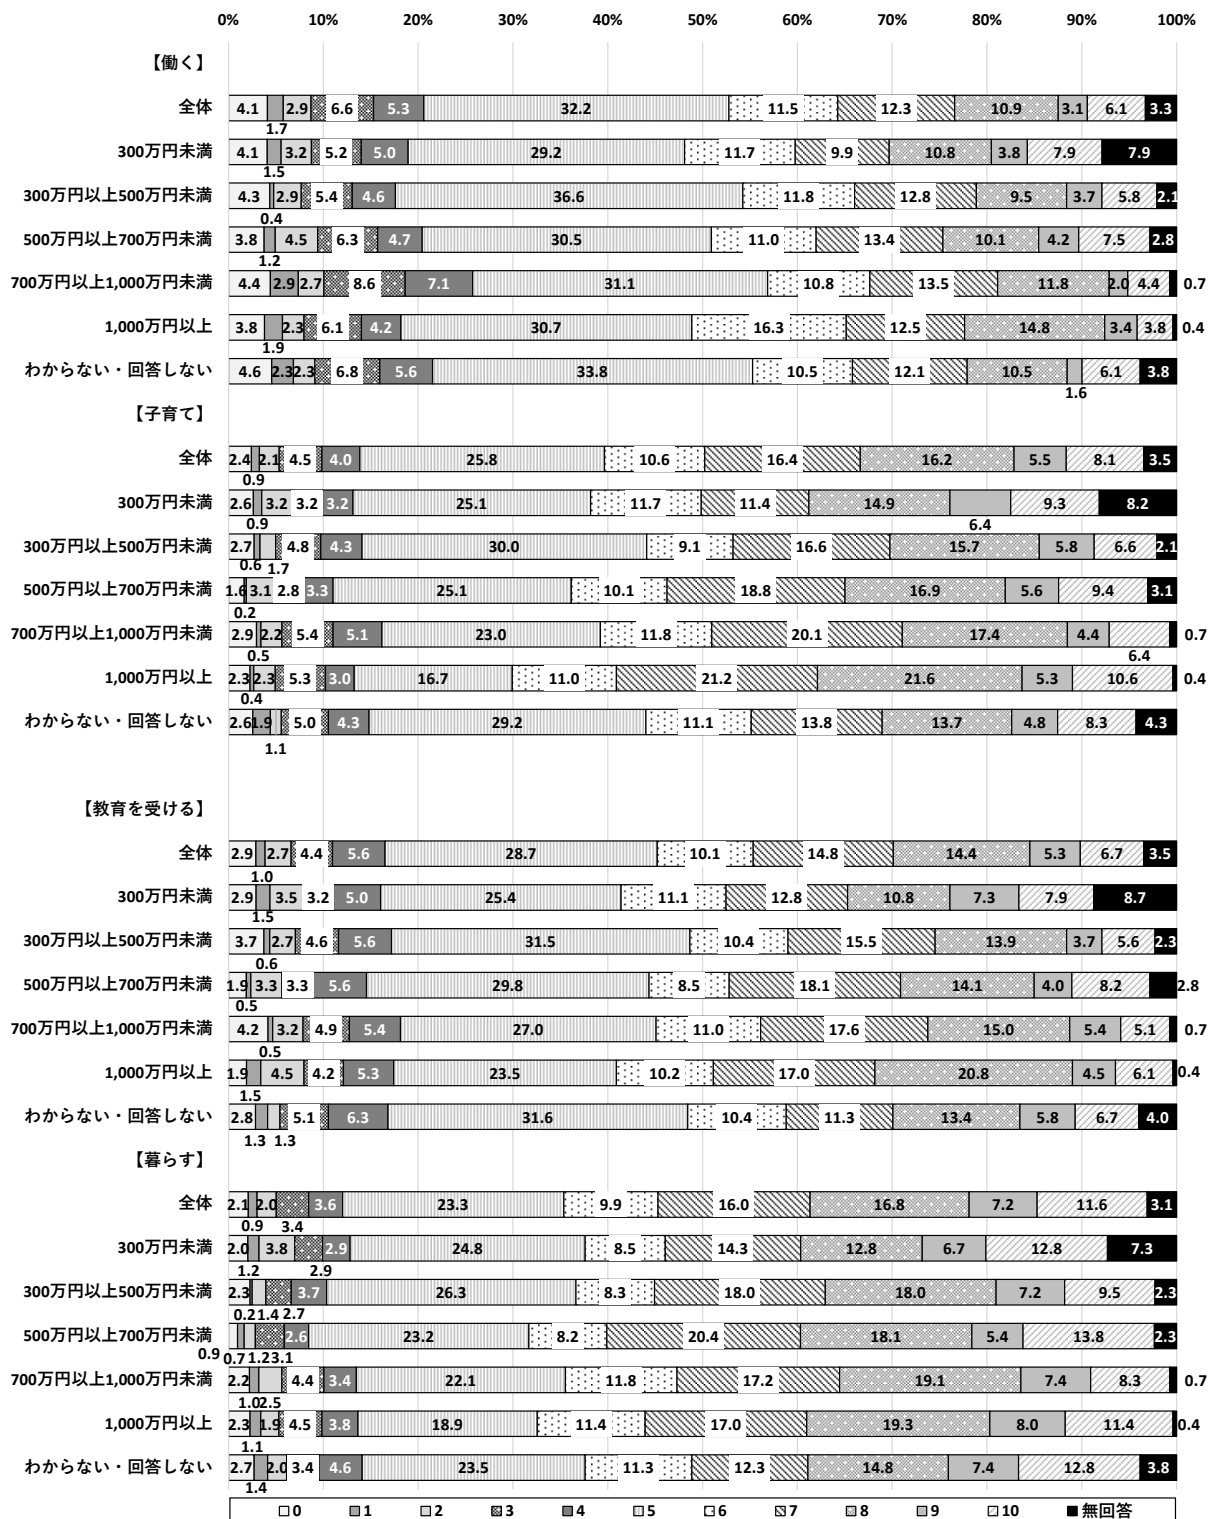 0% 10% 20% 30% 40% 50% 60% 70% 80% 90% 100%
【働く】
全体 4.1 1.7 2.9 6.6 5.3 32.2 11.5 12.3 10.9 3.1 6.1 3.3
300万円未満 4.1 1.5 3.2 5.2 5.0 29.2 11.7 9.9 10.8 3.8 7.9 7.9
300万円以上500万円未満 4.3 0.4 2.9 5.4 4.6 36.6 11.8 12.8 9.5 3.7 5.8 2.1
500万円以上700万円未満 3.8 1.2 4.5 6.3 4.7 30.5 11.0 13.4 10.1 4.2 7.5 2.8
700万円以上1,000万円未満 4.4 2.9 2.7 8.6 7.1 31.1 10.8 13.5 11.8 2.0 4.4 0.7
1,000万円以上 3.8 1.9 2.3 6.1 4.2 30.7 16.3 12.5 14.8 3.4 3.8 0.4
わからない・回答しない 4.6 2.3 2.3 6.8 5.6 33.8 10.5 12.1 10.5 1.6 6.1 3.8
【子育て】
全体 2.4 0.9 2.1 4.5 4.0 25.8 10.6 16.4 16.2 5.5 8.1 3.5
300万円未満 2.6 0.9 3.2 3.2 3.2 25.1 11.7 11.4 14.9 6.4 9.3 8.2
300万円以上500万円未満 2.7 0.6 1.7 4.8 4.3 30.0 9.1 16.6 15.7 5.8 6.6 2.1
500万円以上700万円未満 1.6 0.2 3.1 2.8 3.3 25.1 10.1 18.8 16.9 5.6 9.4 3.1
700万円以上1,000万円未満 2.9 0.5 2.2 5.4 5.1 23.0 11.8 20.1 17.4 4.4 6.4 0.7
1,000万円以上 2.3 0.4 2.3 5.3 3.0 16.7 11.0 21.2 21.6 5.3 10.6 0.4
わからない・回答しない 2.6 1.9 1.1 5.0 4.3 29.2 11.1 13.8 13.7 4.8 8.3 4.3
【教育を受ける】
全体 2.9 1.0 2.7 4.4 5.6 28.7 10.1 14.8 14.4 5.3 6.7 3.5
300万円未満 2.9 1.5 3.5 3.2 5.0 25.4 11.1 12.8 10.8 7.3 7.9 8.7
300万円以上500万円未満 3.7 0.6 2.7 4.6 5.6 31.5 10.4 15.5 13.9 3.7 5.6 2.3
500万円以上700万円未満 1.9 0.5 3.3 3.3 5.6 29.8 8.5 18.1 14.1 4.0 8.2 2.8
700万円以上1,000万円未満 4.2 0.5 3.2 4.9 5.4 27.0 11.0 17.6 15.0 5.4 5.1 0.7
1,000万円以上 1.9 1.5 4.5 4.2 5.3 23.5 10.2 17.0 20.8 4.5 6.1 0.4
わからない・回答しない 2.8 1.3 1.3 5.1 6.3 31.6 10.4 11.3 13.4 5.8 6.7 4.0
【暮らす】
全体 2.1 0.9 2.0 3.4 3.6 23.3 9.9 16.0 16.8 7.2 11.6 3.1
300万円未満 2.0 1.2 3.8 2.9 2.9 24.8 8.5 14.3 12.8 6.7 12.8 7.3
300万円以上500万円未満 2.3 0.2 1.4 2.7 3.7 26.3 8.3 18.0 18.0 7.2 9.5 2.3
500万円以上700万円未満 0.9 0.7 1.2 3.1 2.6 23.2 8.2 20.4 18.1 5.4 13.8 2.3
700万円以上1,000万円未満 2.2 1.0 2.5 4.4 3.4 22.1 11.8 17.2 19.1 7.4 8.3 0.7
1,000万円以上 2.3 1.1 1.9 4.5 3.8 18.9 11.4 17.0 19.3 8.0 11.4 0.4
わからない・回答しない 2.7 1.4 2.0 3.4 4.6 23.5 11.3 12.3 14.8 7.4 12.8 3.8
0 1 2 3 4 5 6 7 8 9 10 無回答